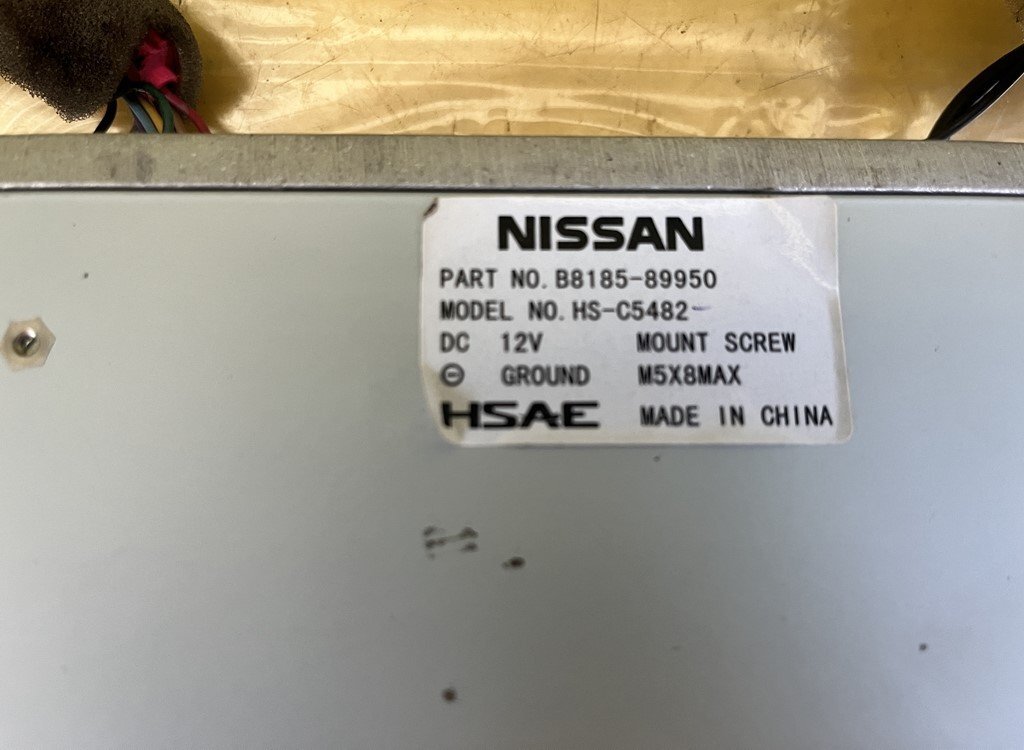 NISSAN
PART NO. B8185-89950
MODEL NO. HS-C5482
DC 12V MOUNT SCREW
⊖ GROUND M5X8MAX
HSAE MADE IN CHINA